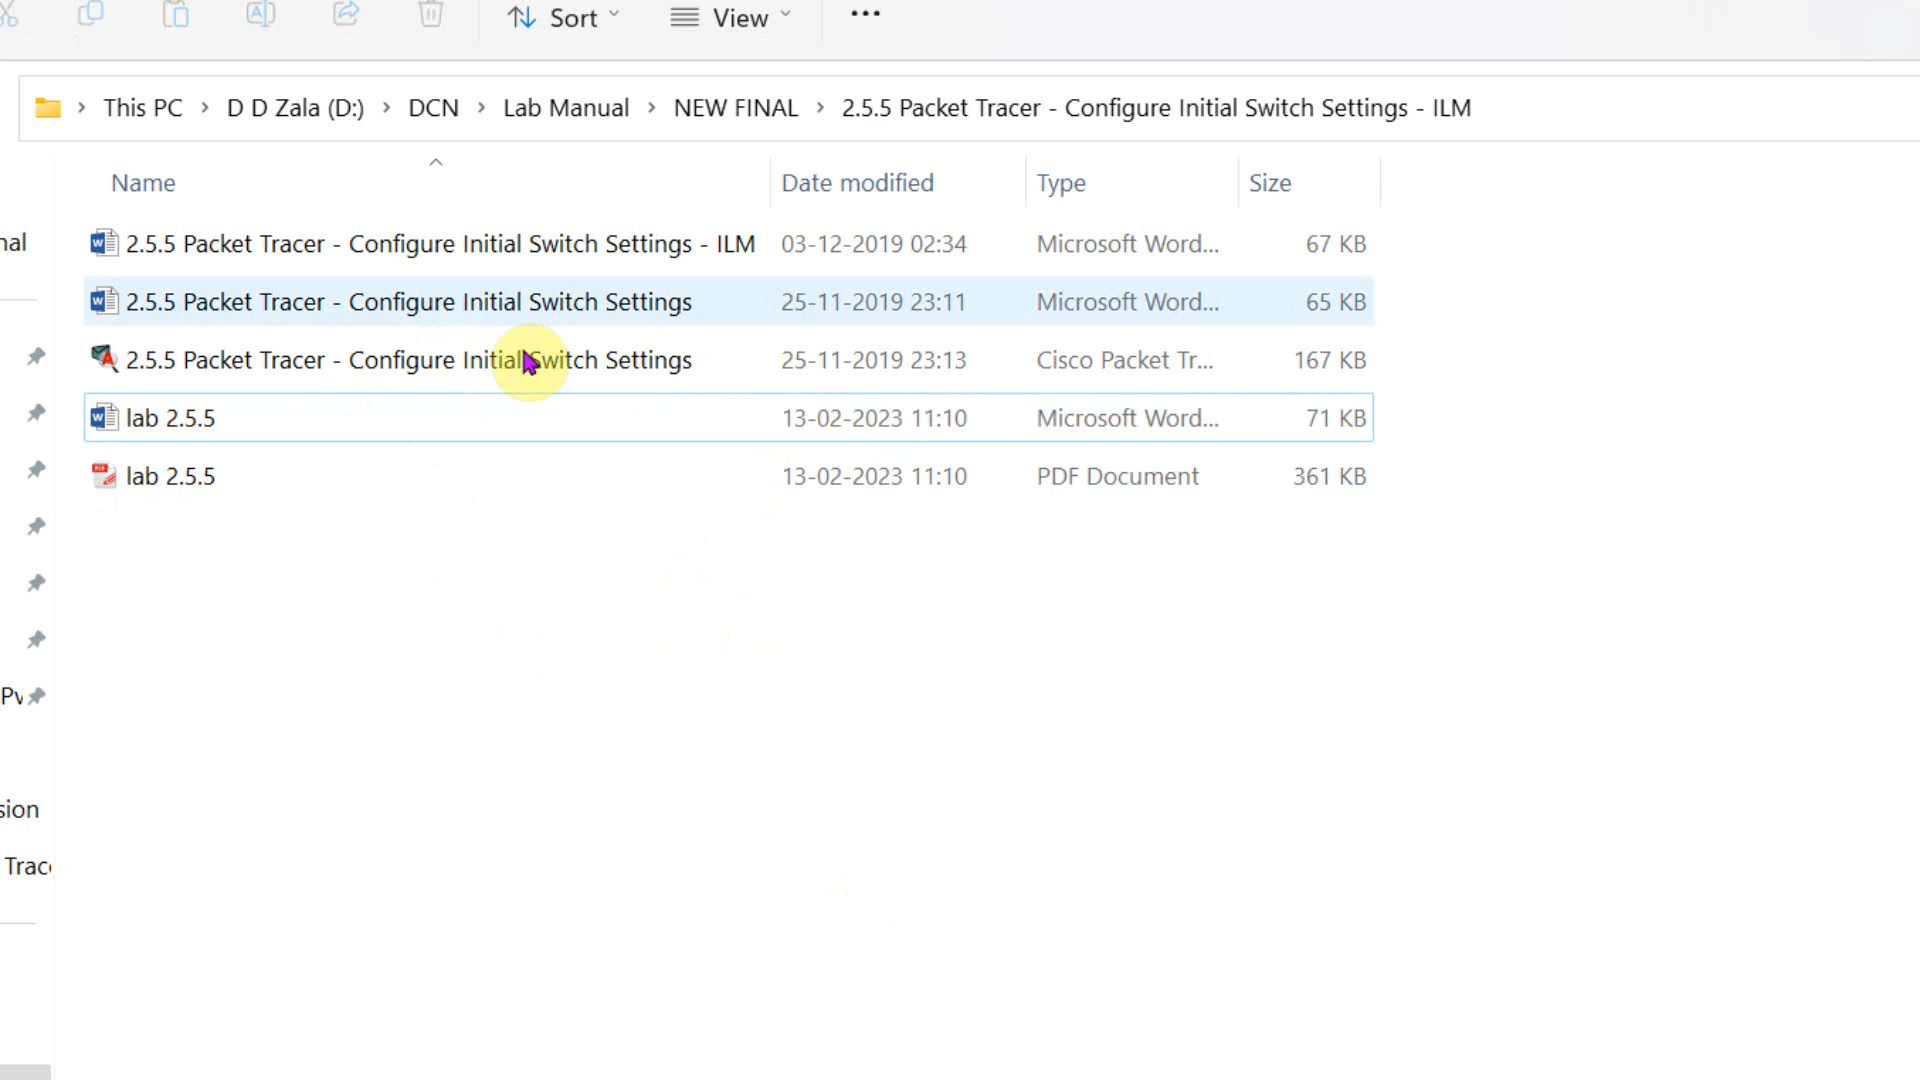 Sort View ...
This PC > D D Zala (D:) > DCN > Lab Manual > NEW FINAL > 2.5.5 Packet Tracer - Configure Initial Switch Settings - ILM
Name Date modified Type Size
nal
2.5.5 Packet Tracer - Configure Initial Switch Settings - ILM 03-12-2019 02:34 Microsoft Word... 67 KB
2.5.5 Packet Tracer - Configure Initial Switch Settings 25-11-2019 23:11 Microsoft Word... 65 KB
2.5.5 Packet Tracer - Configure Initial Switch Settings 25-11-2019 23:13 Cisco Packet Tr... 167 KB
lab 2.5.5 13-02-2023 11:10 Microsoft Word... 71 KB
lab 2.5.5 13-02-2023 11:10 PDF Document 361 KB
Pv
sion
Trac